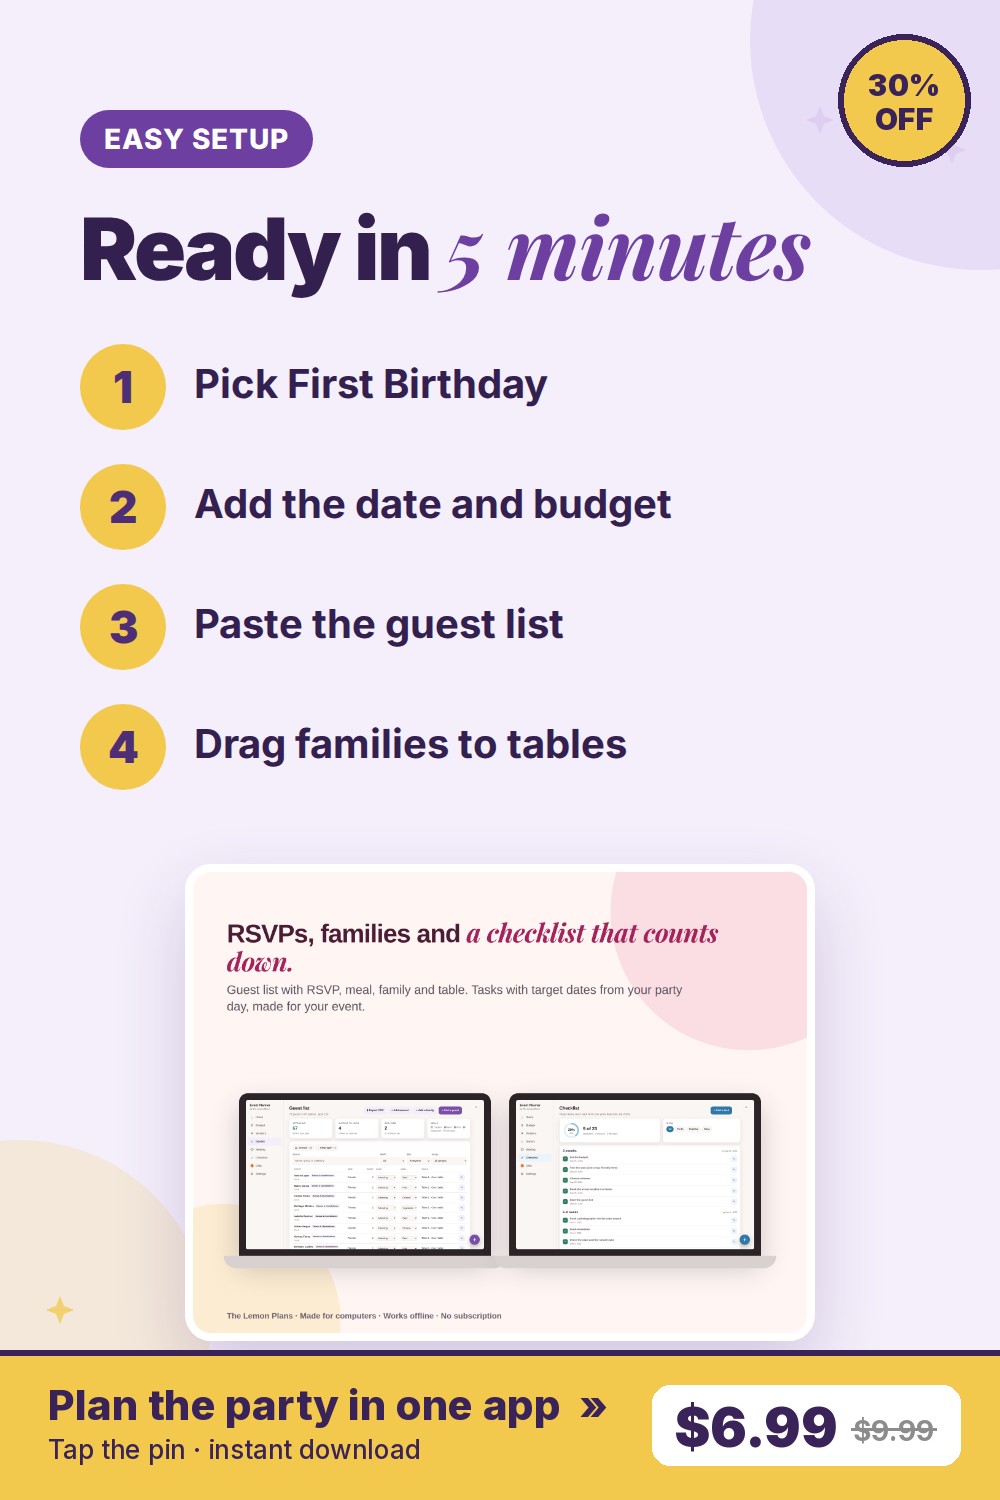 30%
OFF
EASY SETUP
Ready in 5 minutes
1 Pick First Birthday
2 Add the date and budget
3 Paste the guest list
4 Drag families to tables
RSVPs, families and a checklist that counts
down.
Guest list with RSVP, meal, family and table. Tasks with target dates from your party
day, made for your event.
Guest list
Checklist
The Lemon Plans · Made for computers · Works offline · No subscription
Plan the party in one app »
Tap the pin · instant download
$6.99 $9.99